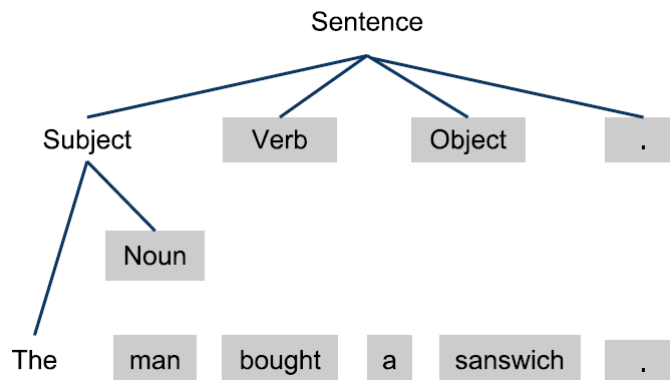 Sentence
Subject Verb Object .
Noun
The man bought a sanswich .